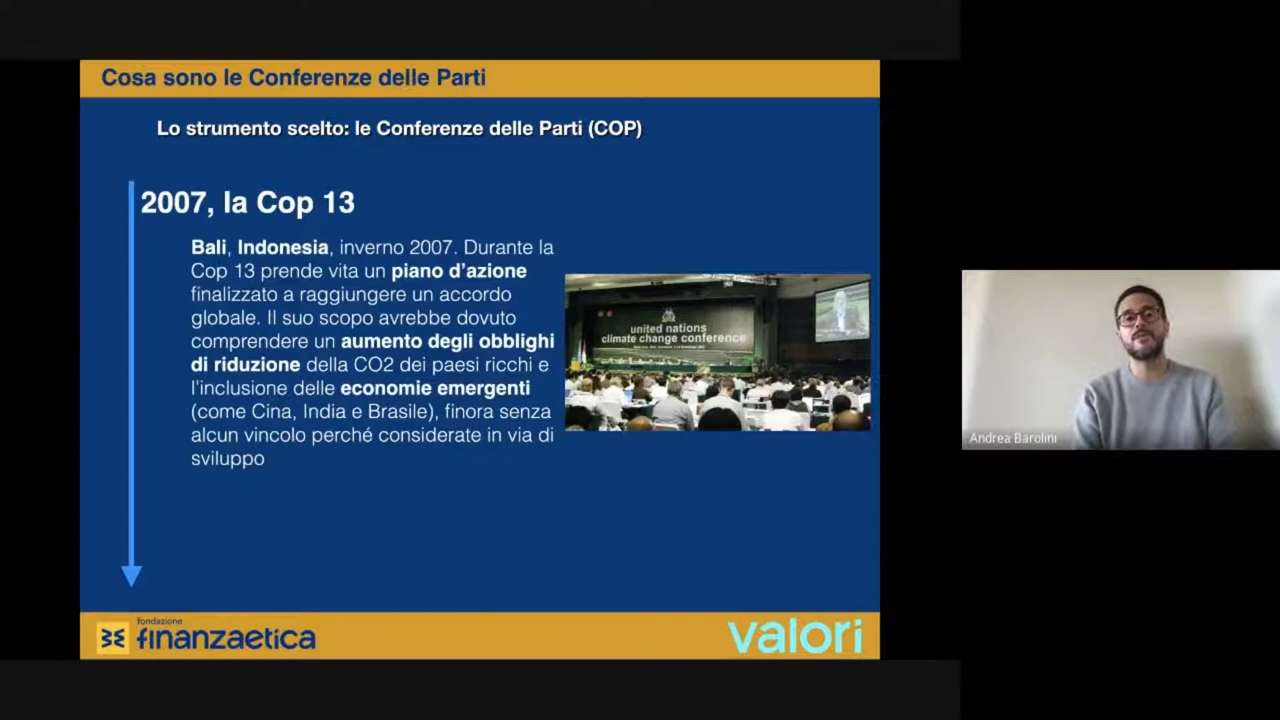 Cosa sono le Conferenze delle Parti
Lo strumento scelto: le Conferenze delle Parti (COP)
2007, la Cop 13
Bali, Indonesia, inverno 2007. Durante la
Cop 13 prende vita un piano d’azione
finalizzato a raggiungere un accordo
globale. Il suo scopo avrebbe dovuto
comprendere un aumento degli obblighi
di riduzione della CO2 dei paesi ricchi e
l’inclusione delle economie emergenti
(come Cina, India e Brasile), finora senza
alcun vincolo perché considerate in via di
sviluppo
united nations
climate change conference
Andrea Barolini
fondazione
finanzaetica
valori